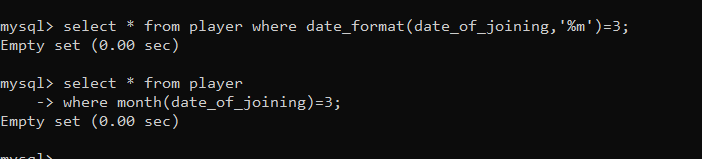 mysql> select * from player where date_format(date_of_joining,'%m')=3;
Empty set (0.00 sec)
mysql> select * from player
    -> where month(date_of_joining)=3;
Empty set (0.00 sec)
mysql>